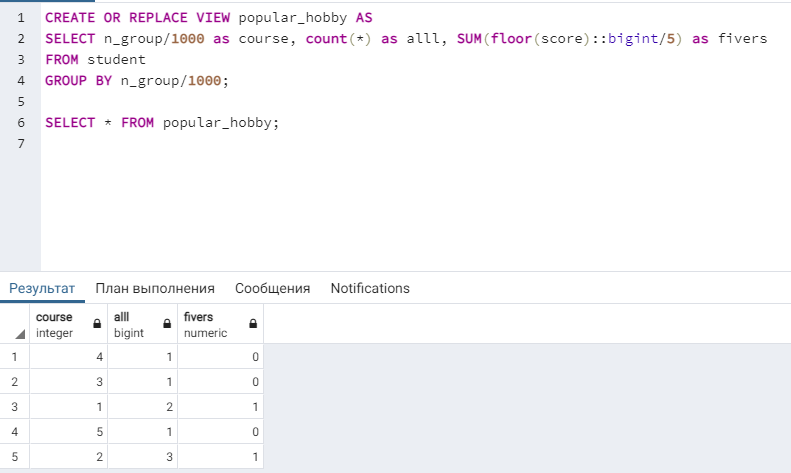 1 CREATE OR REPLACE VIEW popular_hobby AS
2 SELECT n_group/1000 as course, count(*) as alll, SUM(floor(score)::bigint/5) as fivers
3 FROM student
4 GROUP BY n_group/1000;
5
6 SELECT * FROM popular_hobby;
7
Результат План выполнения Сообщения Notifications
course alll fivers
integer bigint numeric
1 4 1 0
2 3 1 0
3 1 2 1
4 5 1 0
5 2 3 1